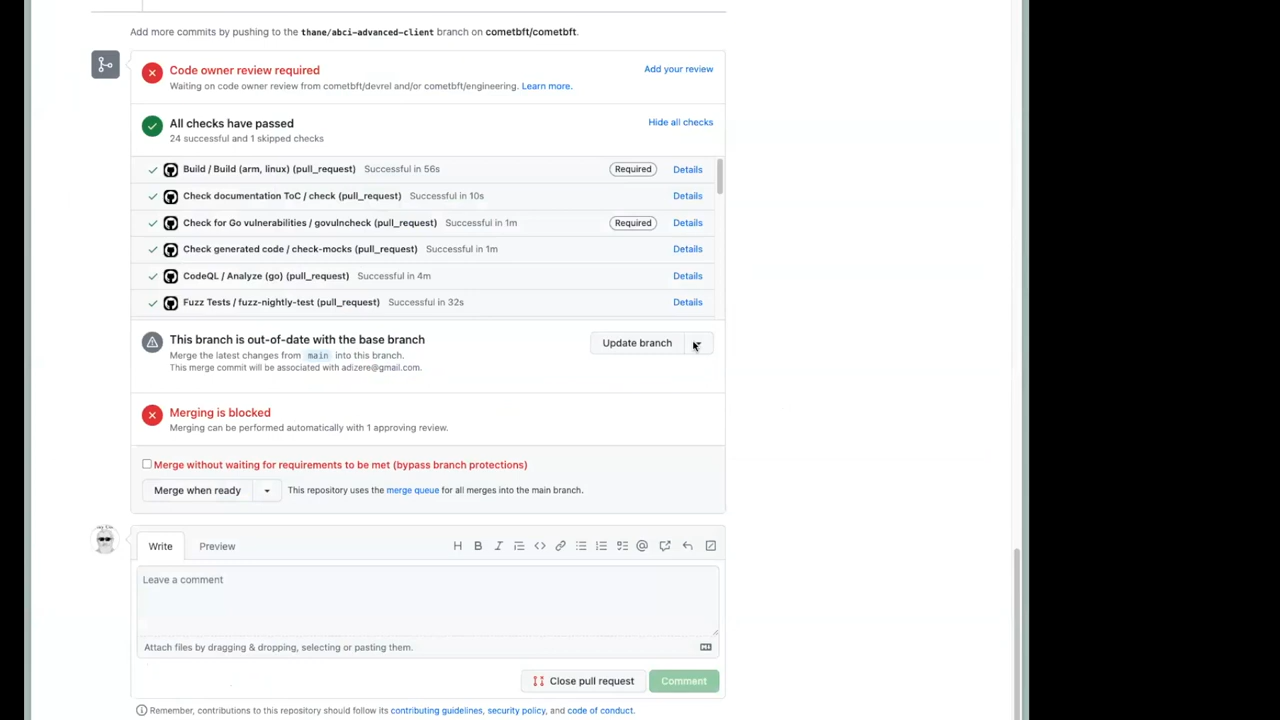 Add more commits by pushing to the thane/abci-advanced-client branch on cometbft/cometbft.
Code owner review required
Add your review
Waiting on code owner review from cometbft/devrel and/or cometbft/engineering. Learn more.
All checks have passed
Hide all checks
24 successful and 1 skipped checks
Build / Build (arm, linux) (pull_request) Successful in 56s Required Details
Check documentation ToC / check (pull_request) Successful in 10s Details
Check for Go vulnerabilities / govulncheck (pull_request) Successful in 1m Required Details
Check generated code / check-mocks (pull_request) Successful in 1m Details
CodeQL / Analyze (go) (pull_request) Successful in 4m Details
Fuzz Tests / fuzz-nightly-test (pull_request) Successful in 32s Details
This branch is out-of-date with the base branch
Update branch
Merge the latest changes from main into this branch.
This merge commit will be associated with adizere@gmail.com.
Merging is blocked
Merging can be performed automatically with 1 approving review.
Merge without waiting for requirements to be met (bypass branch protections)
Merge when ready
This repository uses the merge queue for all merges into the main branch.
Write Preview
Leave a comment
Attach files by dragging & dropping, selecting or pasting them.
Close pull request Comment
Remember, contributions to this repository should follow its contributing guidelines, security policy, and code of conduct.